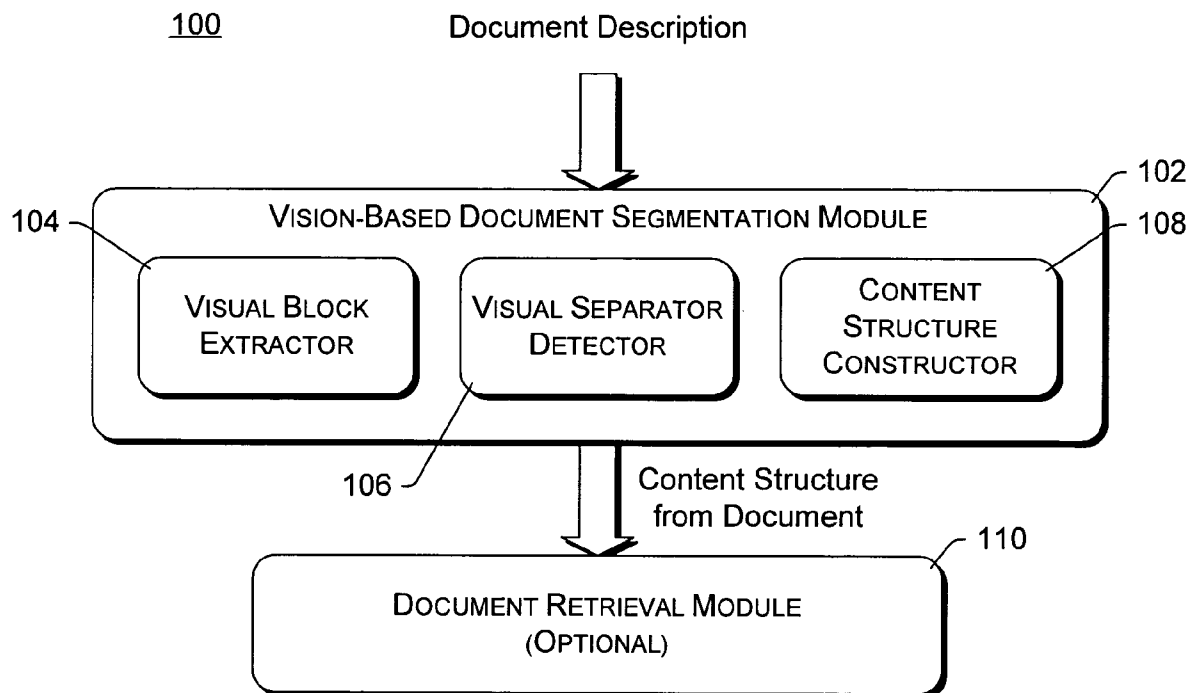 100
Document Description
102
VISION-BASED DOCUMENT SEGMENTATION MODULE
104
108
VISUAL BLOCK
EXTRACTOR
VISUAL SEPARATOR
DETECTOR
CONTENT
STRUCTURE
CONSTRUCTOR
106
Content Structure
from Document
110
DOCUMENT RETRIEVAL MODULE
(OPTIONAL)